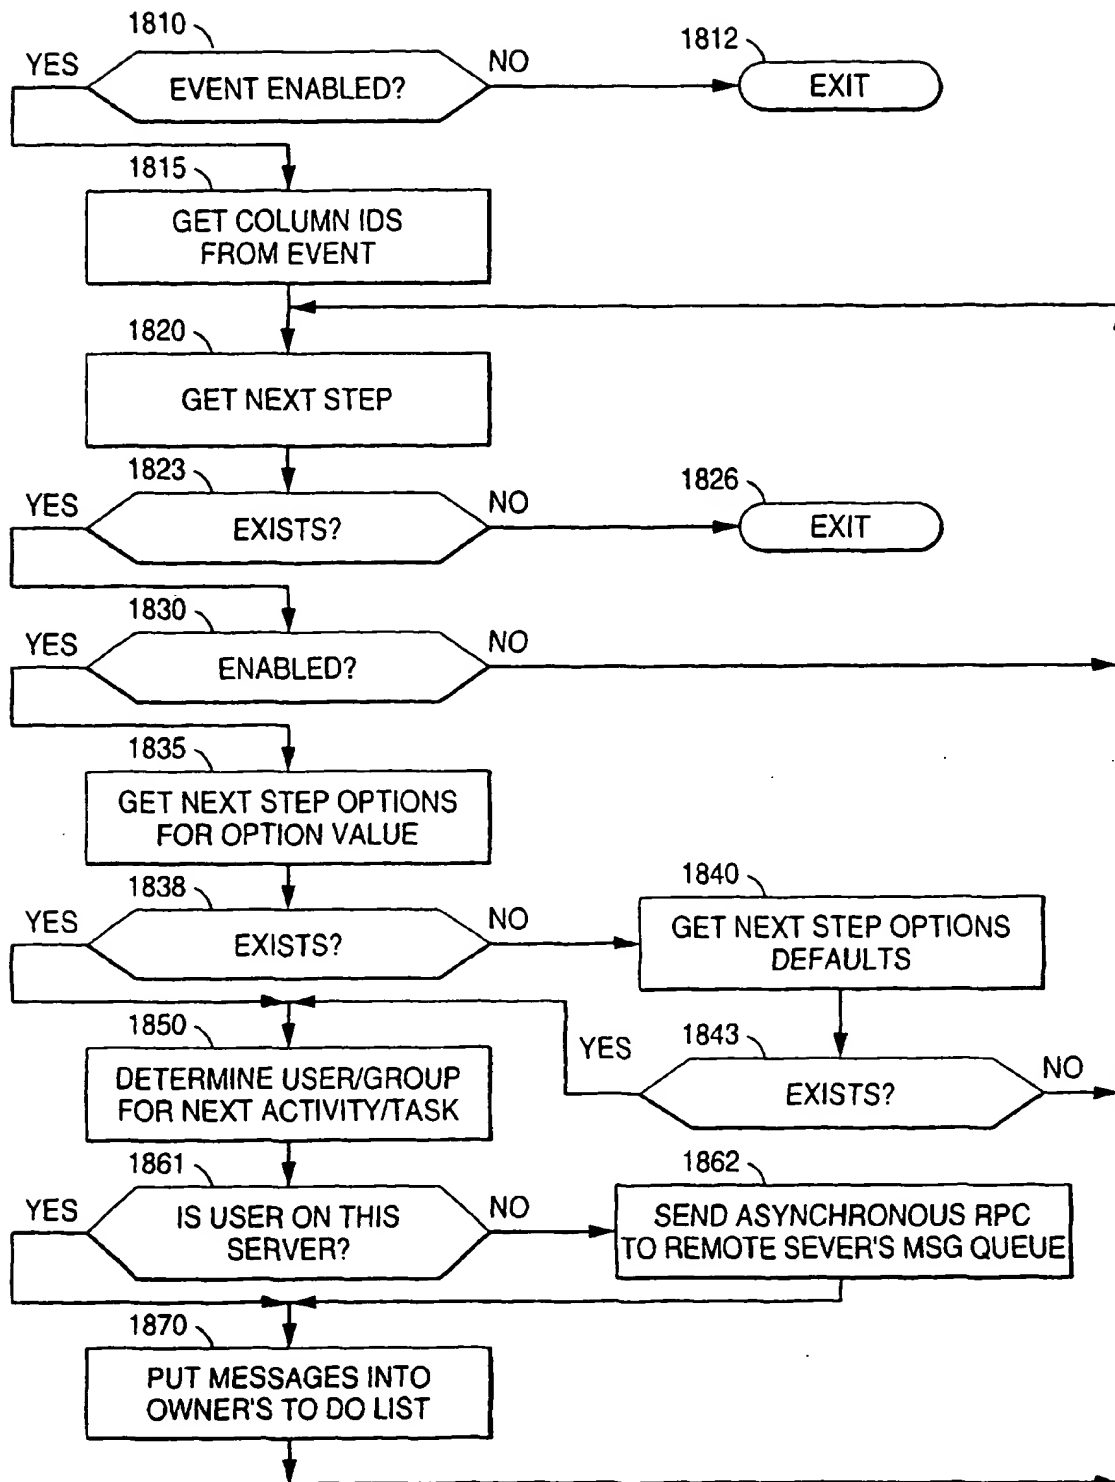 1810
YES
EVENT ENABLED?
NO
1812
EXIT
1815
GET COLUMN IDS
FROM EVENT
1820
GET NEXT STEP
1823
YES
EXISTS?
NO
1826
EXIT
1830
YES
ENABLED?
NO
1835
GET NEXT STEP OPTIONS
FOR OPTION VALUE
1838
YES
EXISTS?
NO
1840
GET NEXT STEP OPTIONS
DEFAULTS
1843
YES
EXISTS?
NO
1850
DETERMINE USER/GROUP
FOR NEXT ACTIVITY/TASK
1861
YES
IS USER ON THIS
SERVER?
NO
1862
SEND ASYNCHRONOUS RPC
TO REMOTE SEVER'S MSG QUEUE
1870
PUT MESSAGES INTO
OWNER'S TO DO LIST